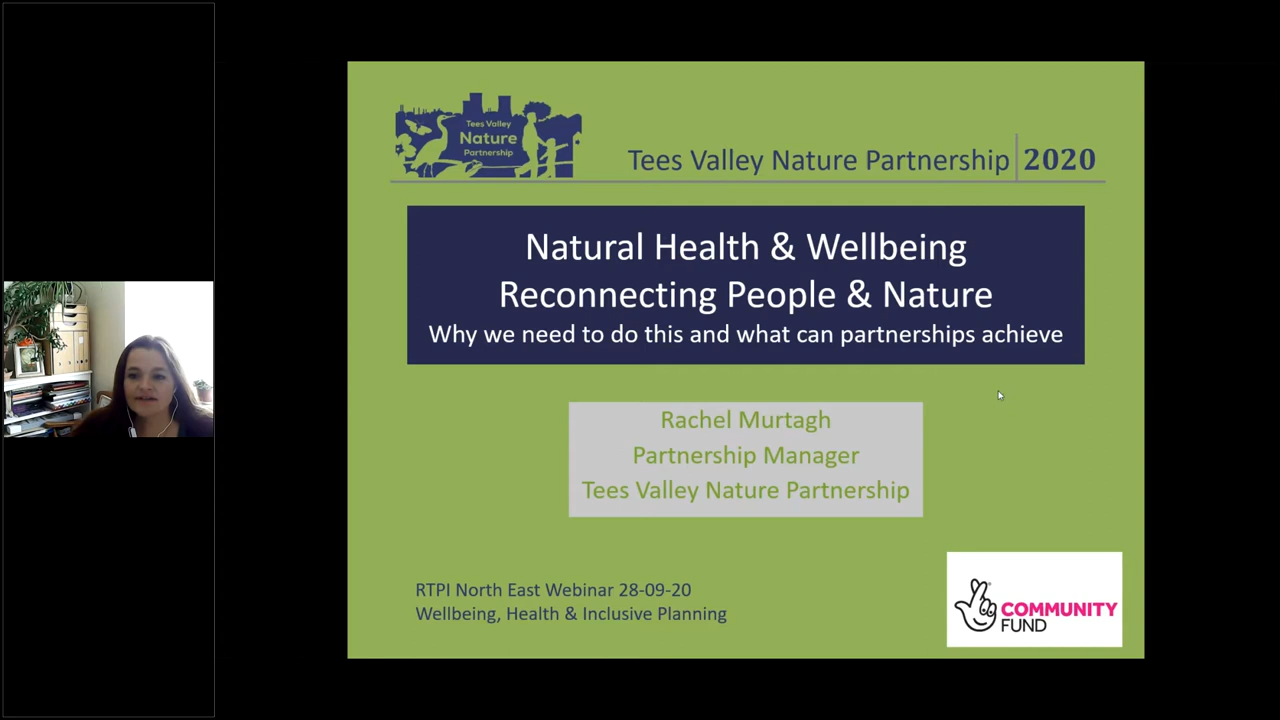 Tees Valley
Nature
Partnership
Tees Valley Nature Partnership 2020
Natural Health & Wellbeing
Reconnecting People & Nature
Why we need to do this and what can partnerships achieve
Rachel Murtagh
Partnership Manager
Tees Valley Nature Partnership
RTPI North East Webinar 28-09-20
Wellbeing, Health & Inclusive Planning
COMMUNITY
FUND